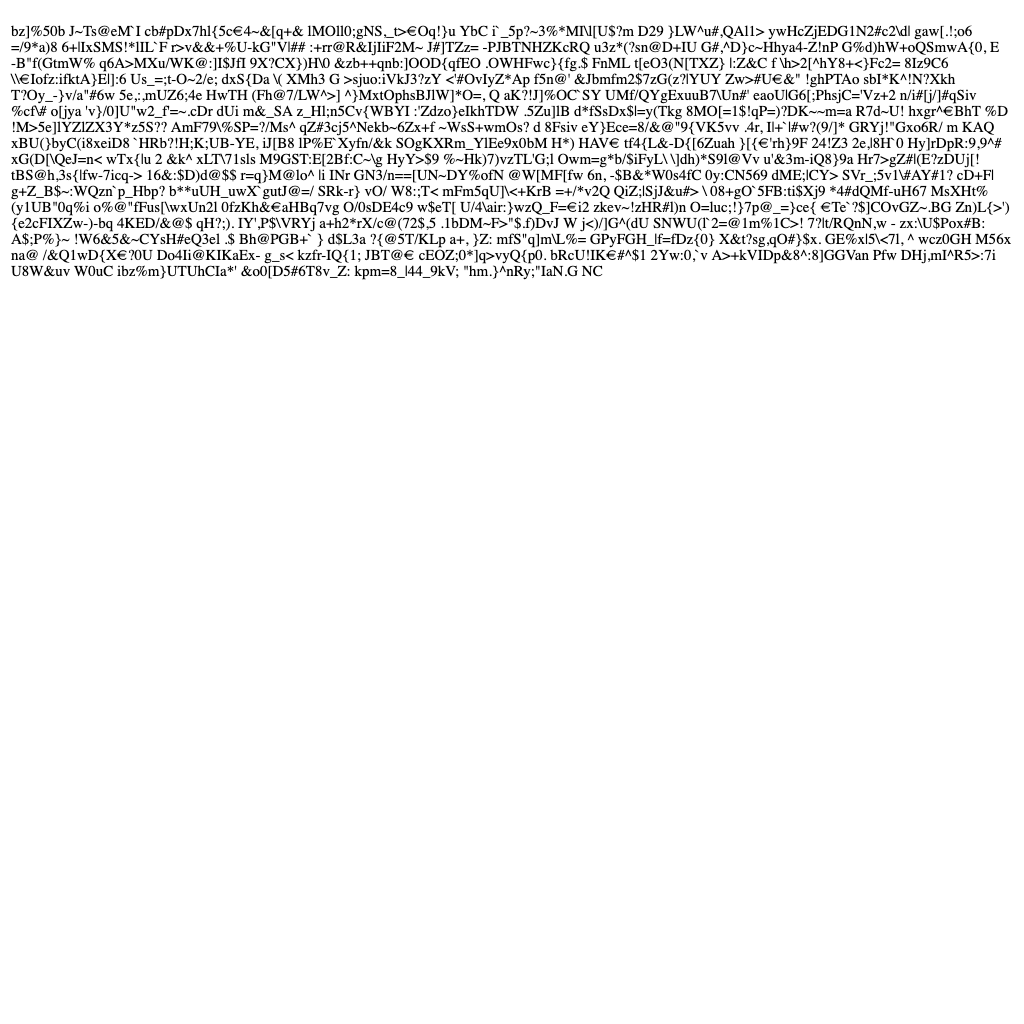 bz]%50b J~Ts@eM`I cb#pDx7hl{5c€4~&[q+& lMOll0;gNS,_t>€Oq!}u YbC i`_5p?~3%*MI\l[U$?m D29 }LW^u#,QAl1> ywHcZjEDG1N2#c2\d| gaw[.!;o6
=/9*a)8 6+|IxSMS!*lIL`F r>v&&+%U-kG"V|## :+rr@R&IjIiF2M~ J#]TZz= -PJBTNHZKcRQ u3z*(?sn@D+IU G#,^D}c~Hhya4-Z!nP G%d)hW+oQSmwA{0, E
-B"f(GtmW% q6A>MXu/WK@:]I$JfI 9X?CX})H\0 &zb++qnb:]OOD{qfEO .OWHFwc}{fg.$ FnML t[eO3(N[TXZ} |:Z&C f \h>2[^hY8+<}Fc2= 8Iz9C6
\\€Iofz:ifktA}E|]:6 Us_=;t-O~2/e; dxS{Da \( XMh3 G >sjuo:iVkJ3?zY <'#OvIyZ*Ap f5n@' &Jbmfm2$7zG(z?|YUY Zw>#U€&" !ghPTAo sbI*K^!N?Xkh
T?Oy_-}v/a"#6w 5e,:,mUZ6;4e HwTH (Fh@7/LW^>] ^}MxtOphsBJlW]*O=, Q aK?!J]%OC`SY UMf/QYgExuuB7\Un#' eaoU|G6[;PhsjC='Vz+2 n/i#[j/]#qSiv
%cf\# o[jya 'v}/0]U"w2_f'=~.cDr dUi m&_SA z_Hl;n5Cv{WBYI :'Zdzo}eIkhTDW .5Zu]lB d*fSsDx$|=y(Tkg 8MO[=1$!qP=)?DK~~m=a R7d~U! hxgr^€BhT %D
!M>5e]lYZlZX3Y*z5S?? AmF79\%SP=?/Ms^ qZ#3cj5^Nekb~6Zx+f ~WsS+wmOs? d 8Fsiv eY}Ece=8/&@"9{VK5vv .4r, Il+`|#w?(9/]* GRYj!"Gxo6R/ m KAQ
xBU(}byC(i8xeiD8 `HRb?!H;K;UB-YE, iJ[B8 lP%E`Xyfn/&k SOgKXRm_YlEe9x0bM H*) HAV€ tf4{L&-D{[6Zuah }[{€'rh}9F 24!Z3 2e,|8H`0 Hy]rDpR:9,9^#
xG(D[\QeJ=n< wTx{|u 2 &k^ xLT\71sls M9GST:E[2Bf:C~\g HyY>$9 %~Hk)7)vzTL'G;l Owm=g*b/$iFyL\ \]dh)*S9l@Vv u'&3m-iQ8}9a Hr7>gZ#l(E?zDUj[!
tBS@h,3s{|fw-7icq-> 16&:$D)d@$$ r=q}M@lo^ li INr GN3/n==[UN~DY%ofN @W[MF[fw 6n, -$B&*W0s4fC 0y:CN569 dME;|CY> SVr_;5v1\#AY#1? cD+F|
g+Z_B$~:WQzn`p_Hbp? b**uUH_uwX`gutJ@=/ SRk-r} vO/ W8:;T< mFm5qU]\<+KrB =+/*v2Q QiZ;|SjJ&u#> \ 08+gO`5FB:ti$Xj9 *4#dQMf-uH67 MsXHt%
(y1UB"0q%i o%@"fFus[\wxUn2l 0fzKh&€aHBq7vg O/0sDE4c9 w$eT[ U/4\air:}wzQ_F=€i2 zkev~!zHR#l)n O=luc;!}7p@_=}ce{ €Te`?$]COvGZ~.BG Zn)L{>')
{e2cFIXZw-)-bq 4KED/&@$ qH?;). IY',P$\VRYj a+h2*rX/c@(72$,5 .1bDM~F>"$.f)DvJ W j<)/]G^(dU SNWU(l`2=@1m%1C>! 7?lt/RQnN,w - zx:\U$Pox#B:
A$;P%}~ !W6&5&~CYsH#eQ3el .$ Bh@PGB+` } d$L3a ?{@5T/KLp a+, }Z: mfS"q]m\L%= GPyFGH_|f=fDz{0} X&t?sg,qO#}$x. GE%x|5\<7l, ^ wcz0GH M56x
na@ /&Q1wD{X€?0U Do4Ii@KIKaEx- g_s< kzfr-IQ{1; JBT@€ cEOZ;0*]q>vyQ{p0. bRcU!IK€#^$1 2Yw:0,`v A>+kVIDp&8^:8]GGVan Pfw DHj,mI^R5>:7i
U8W&uv W0uC ibz%m}UTUhCIa*' &o0[D5#6T8v_Z: kpm=8_l44_9kV; "hm.}^nRy;"IaN.G NC